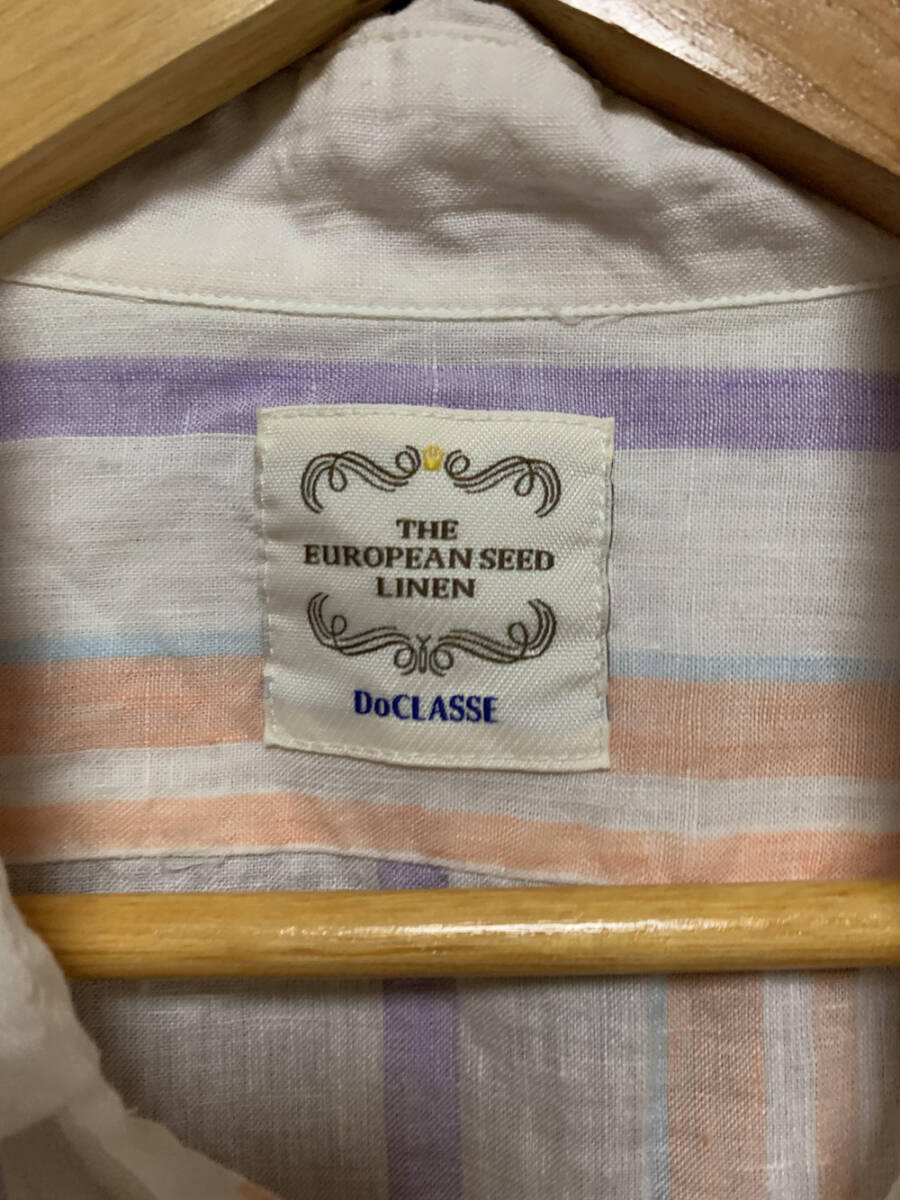 THE
EUROPEAN SEED
LINEN
DoCLASSE